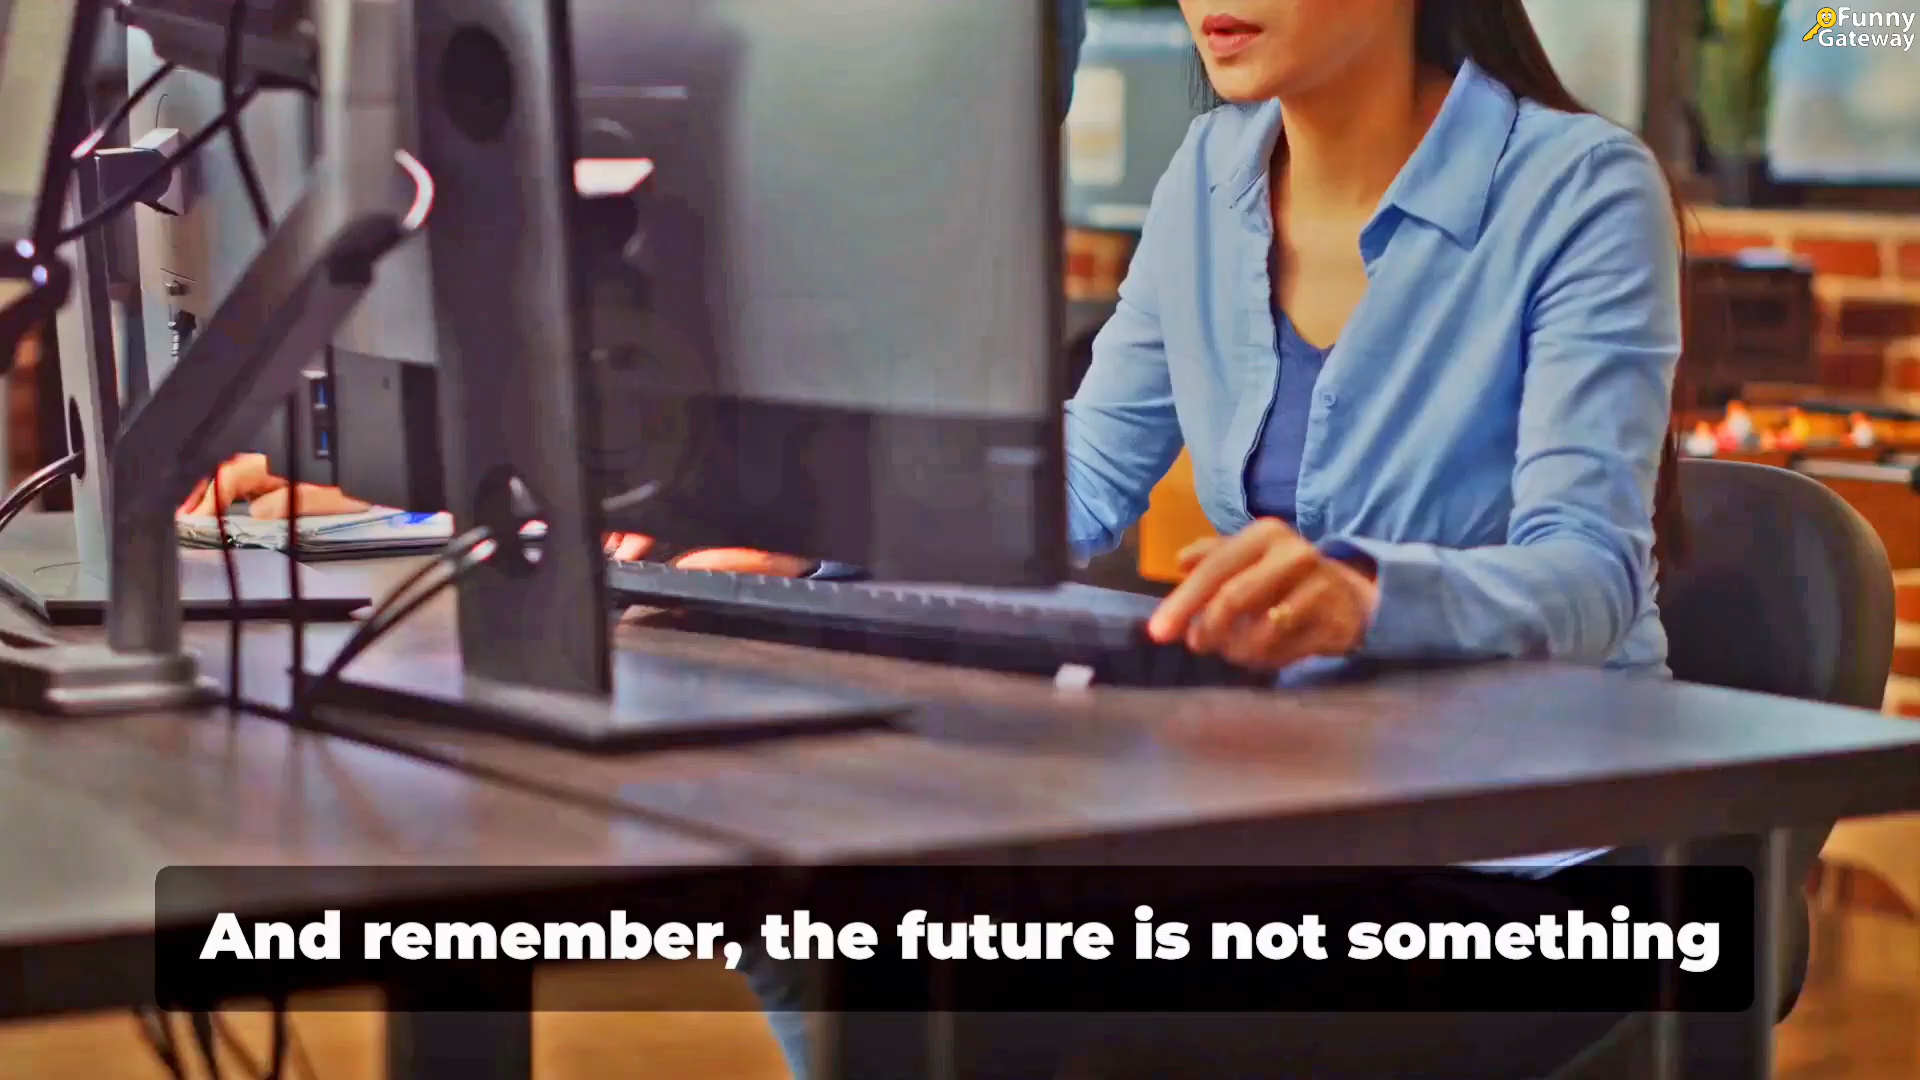 Funny
Gateway
And remember, the future is not something